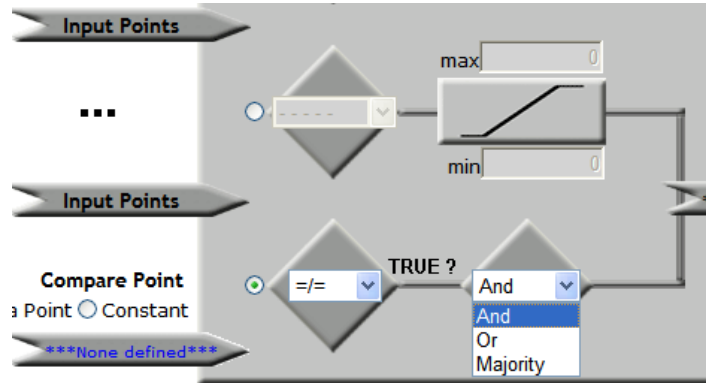 Input Points
max 0
...
- - - - -
min 0
Input Points
TRUE ?
Compare Point
=/=
And
a Point Constant
And
Or
***None defined***
Majority